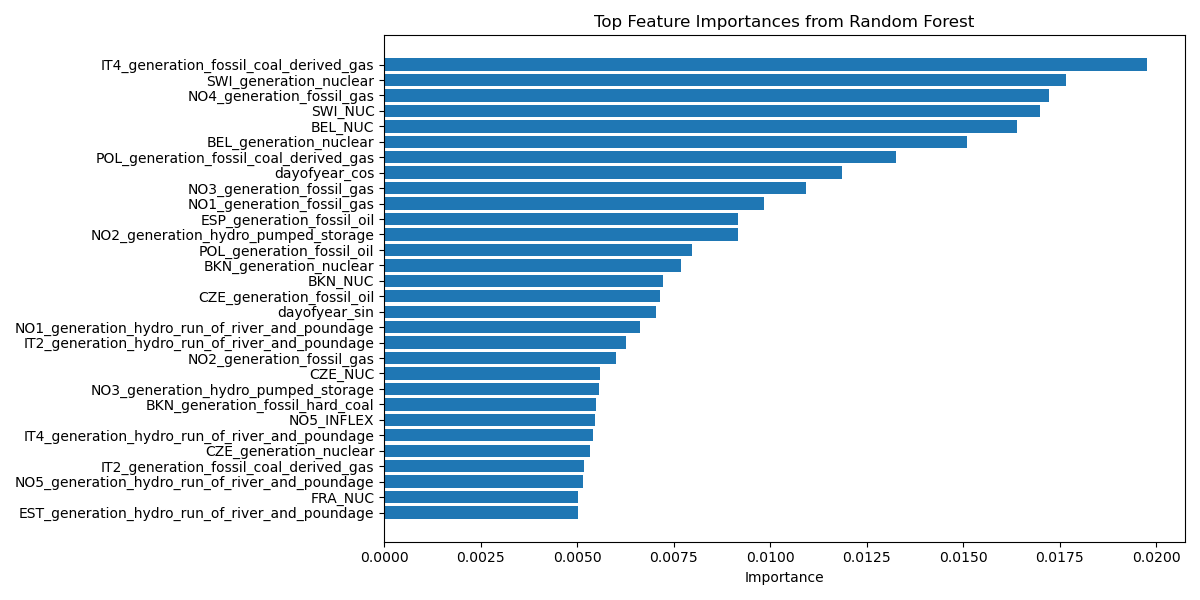 Top Feature Importances from Random Forest
IT4_generation_fossil_coal_derived_gas
SWI_generation_nuclear
NO4_generation_fossil_gas
SWI_NUC
BEL_NUC
BEL_generation_nuclear
POL_generation_fossil_coal_derived_gas
dayofyear_cos
NO3_generation_fossil_gas
NO1_generation_fossil_gas
ESP_generation_fossil_oil
NO2_generation_hydro_pumped_storage
POL_generation_fossil_oil
BKN_generation_nuclear
BKN_NUC
CZE_generation_fossil_oil
dayofyear_sin
NO1_generation_hydro_run_of_river_and_poundage
IT2_generation_hydro_run_of_river_and_poundage
NO2_generation_fossil_gas
CZE_NUC
NO3_generation_hydro_pumped_storage
BKN_generation_fossil_hard_coal
NO5_INFLEX
IT4_generation_hydro_run_of_river_and_poundage
CZE_generation_nuclear
IT2_generation_fossil_coal_derived_gas
NO5_generation_hydro_run_of_river_and_poundage
FRA_NUC
EST_generation_hydro_run_of_river_and_poundage
0.0000 0.0025 0.0050 0.0075 0.0100 0.0125 0.0150 0.0175 0.0200
Importance